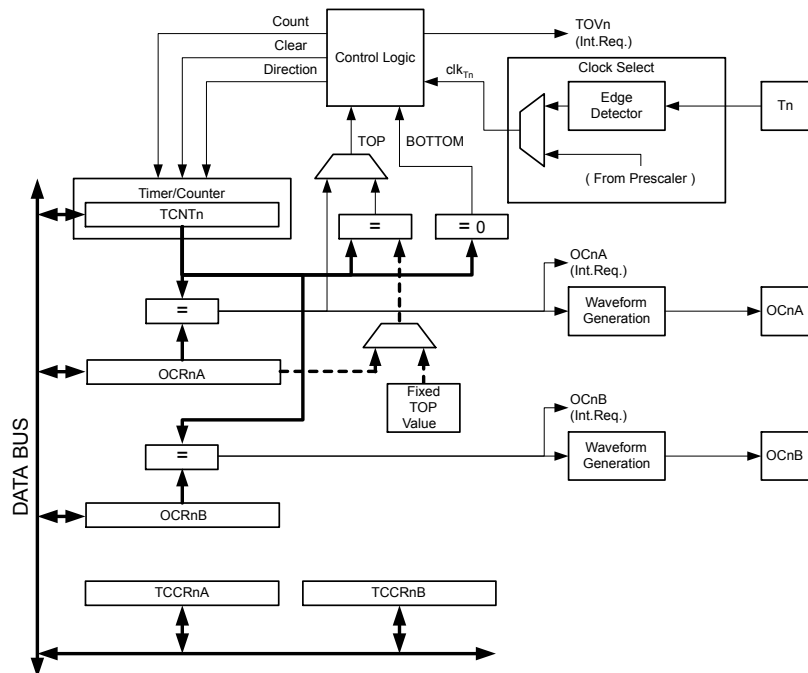 Count
Clear
Direction
Control Logic
TOVn
(Int.Req.)
clkTn
Clock Select
Edge
Detector
Tn
( From Prescaler )
TOP
BOTTOM
Timer/Counter
TCNTn
=
= 0
OCnA
(Int.Req.)
=
Waveform
Generation
OCnA
OCRnA
Fixed
TOP
Value
OCnB
(Int.Req.)
=
Waveform
Generation
OCnB
OCRnB
DATA BUS
TCCRnA
TCCRnB